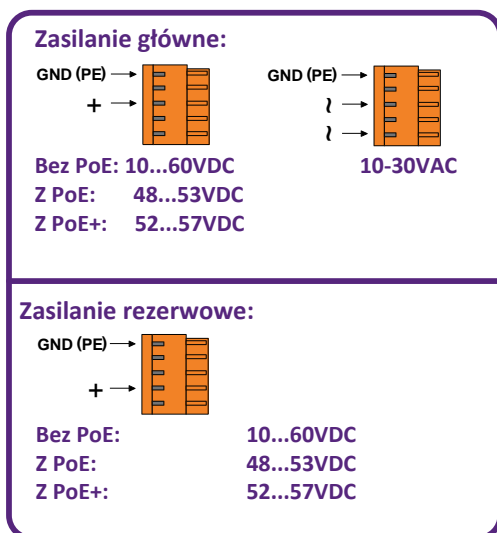 Zasilanie główne:
GND (PE)
+
Bez PoE: 10...60VDC
Z PoE: 48...53VDC
Z PoE+: 52...57VDC
GND (PE)
~
~
10-30VAC
Zasilanie rezerwowe:
GND (PE)
+
Bez PoE: 10...60VDC
Z PoE: 48...53VDC
Z PoE+: 52...57VDC